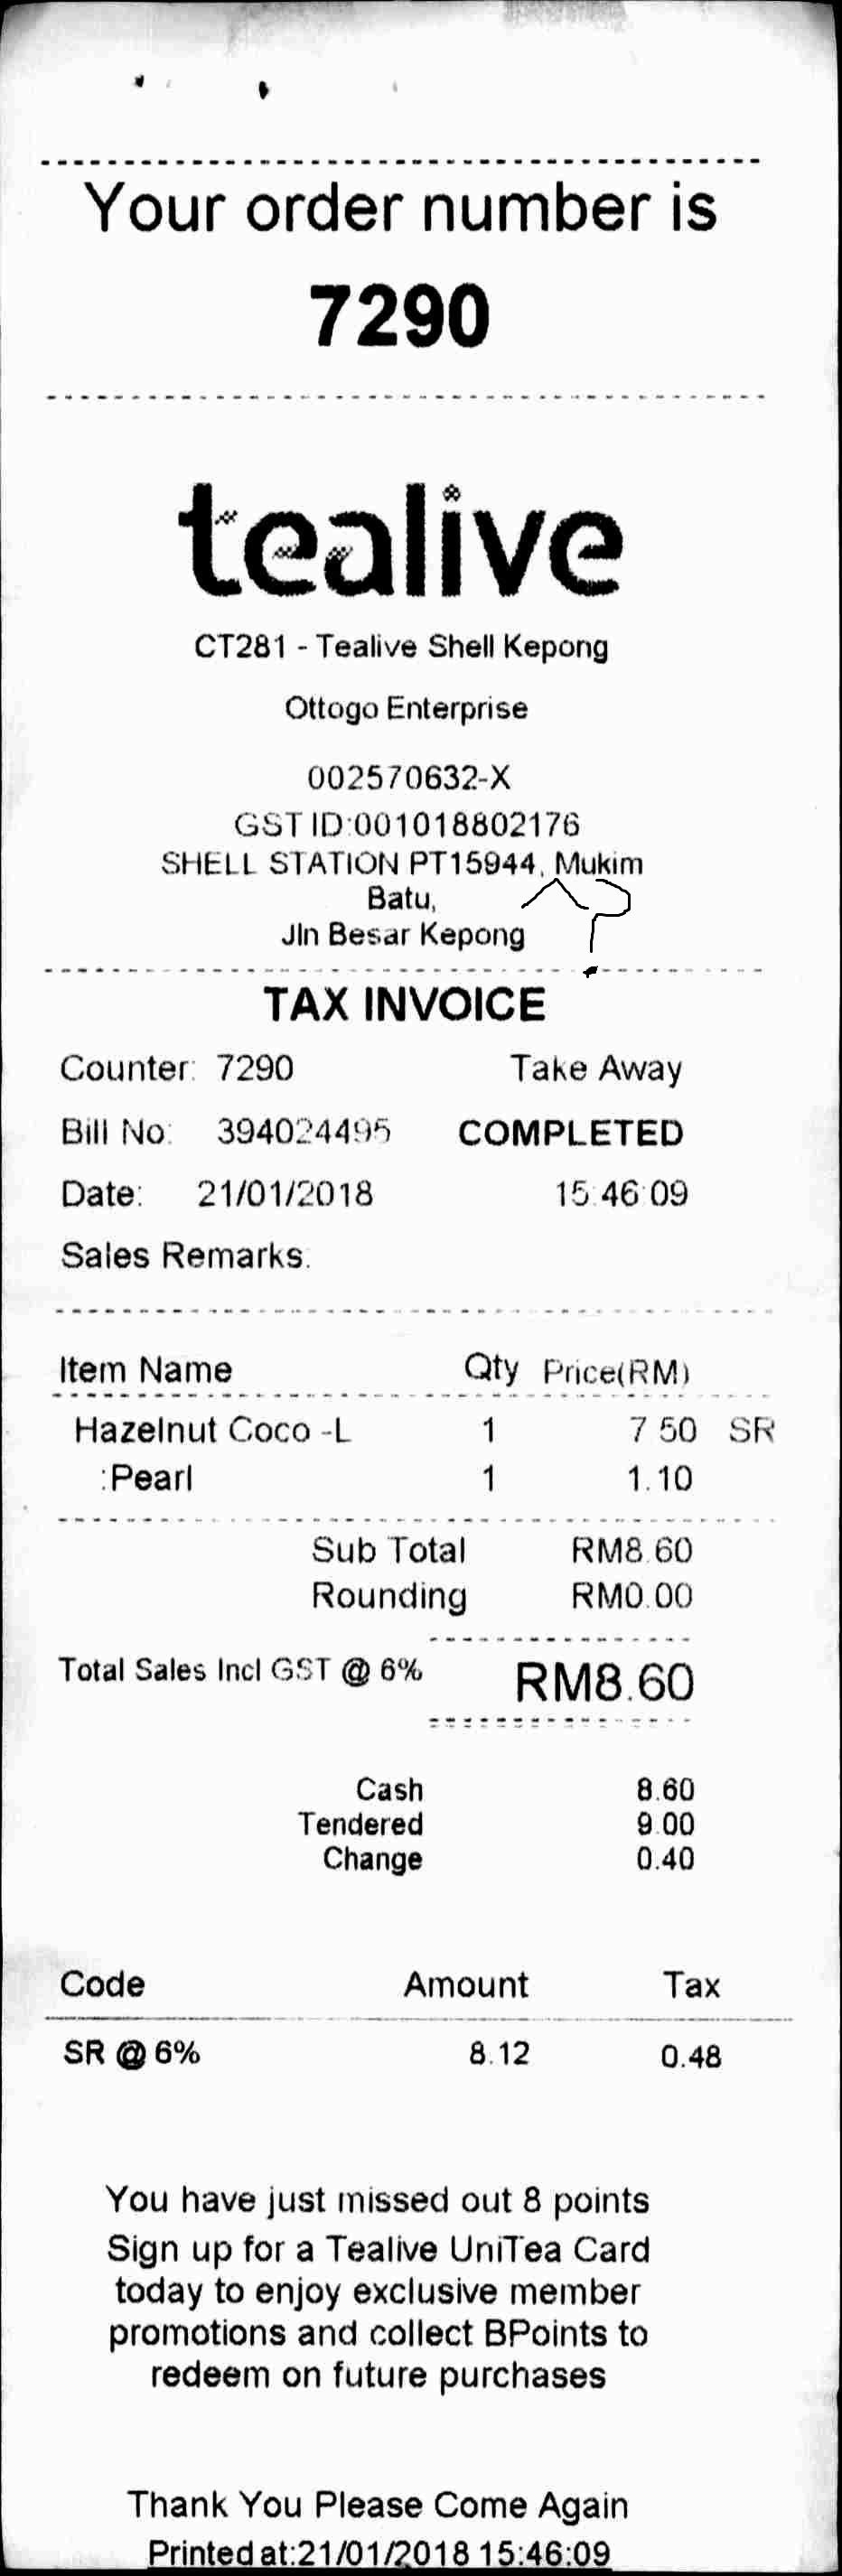 Your order number is
7290
tealive
CT281 - Tealive Shell Kepong
Ottogo Enterprise
002570632-X
GST ID:001018802176
SHELL STATION PT15944, Mukim
Batu,
Jln Besar Kepong
?
TAX INVOICE
Counter: 7290 Take Away
Bill No: 394024495 COMPLETED
Date: 21/01/2018 15:46:09
Sales Remarks:
Item Name Qty Price(RM)
Hazelnut Coco -L 1 7.50 SR
:Pearl 1 1.10
Sub Total RM8.60
Rounding RM0.00
Total Sales Incl GST @ 6% RM8.60
Cash 8.60
Tendered 9.00
Change 0.40
Code Amount Tax
SR @ 6% 8.12 0.48
You have just missed out 8 points
Sign up for a Tealive UniTea Card
today to enjoy exclusive member
promotions and collect BPoints to
redeem on future purchases
Thank You Please Come Again
Printed at:21/01/2018 15:46:09